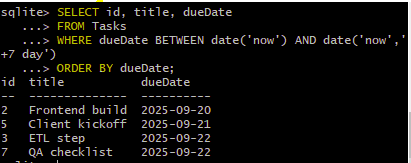 sqlite> SELECT id, title, dueDate
   ...> FROM Tasks
   ...> WHERE dueDate BETWEEN date('now') AND date('now','
+7 day')
   ...> ORDER BY dueDate;
id  title           dueDate
--  --------------  ----------
2   Frontend build  2025-09-20
5   Client kickoff  2025-09-21
3   ETL step        2025-09-22
7   QA checklist    2025-09-22